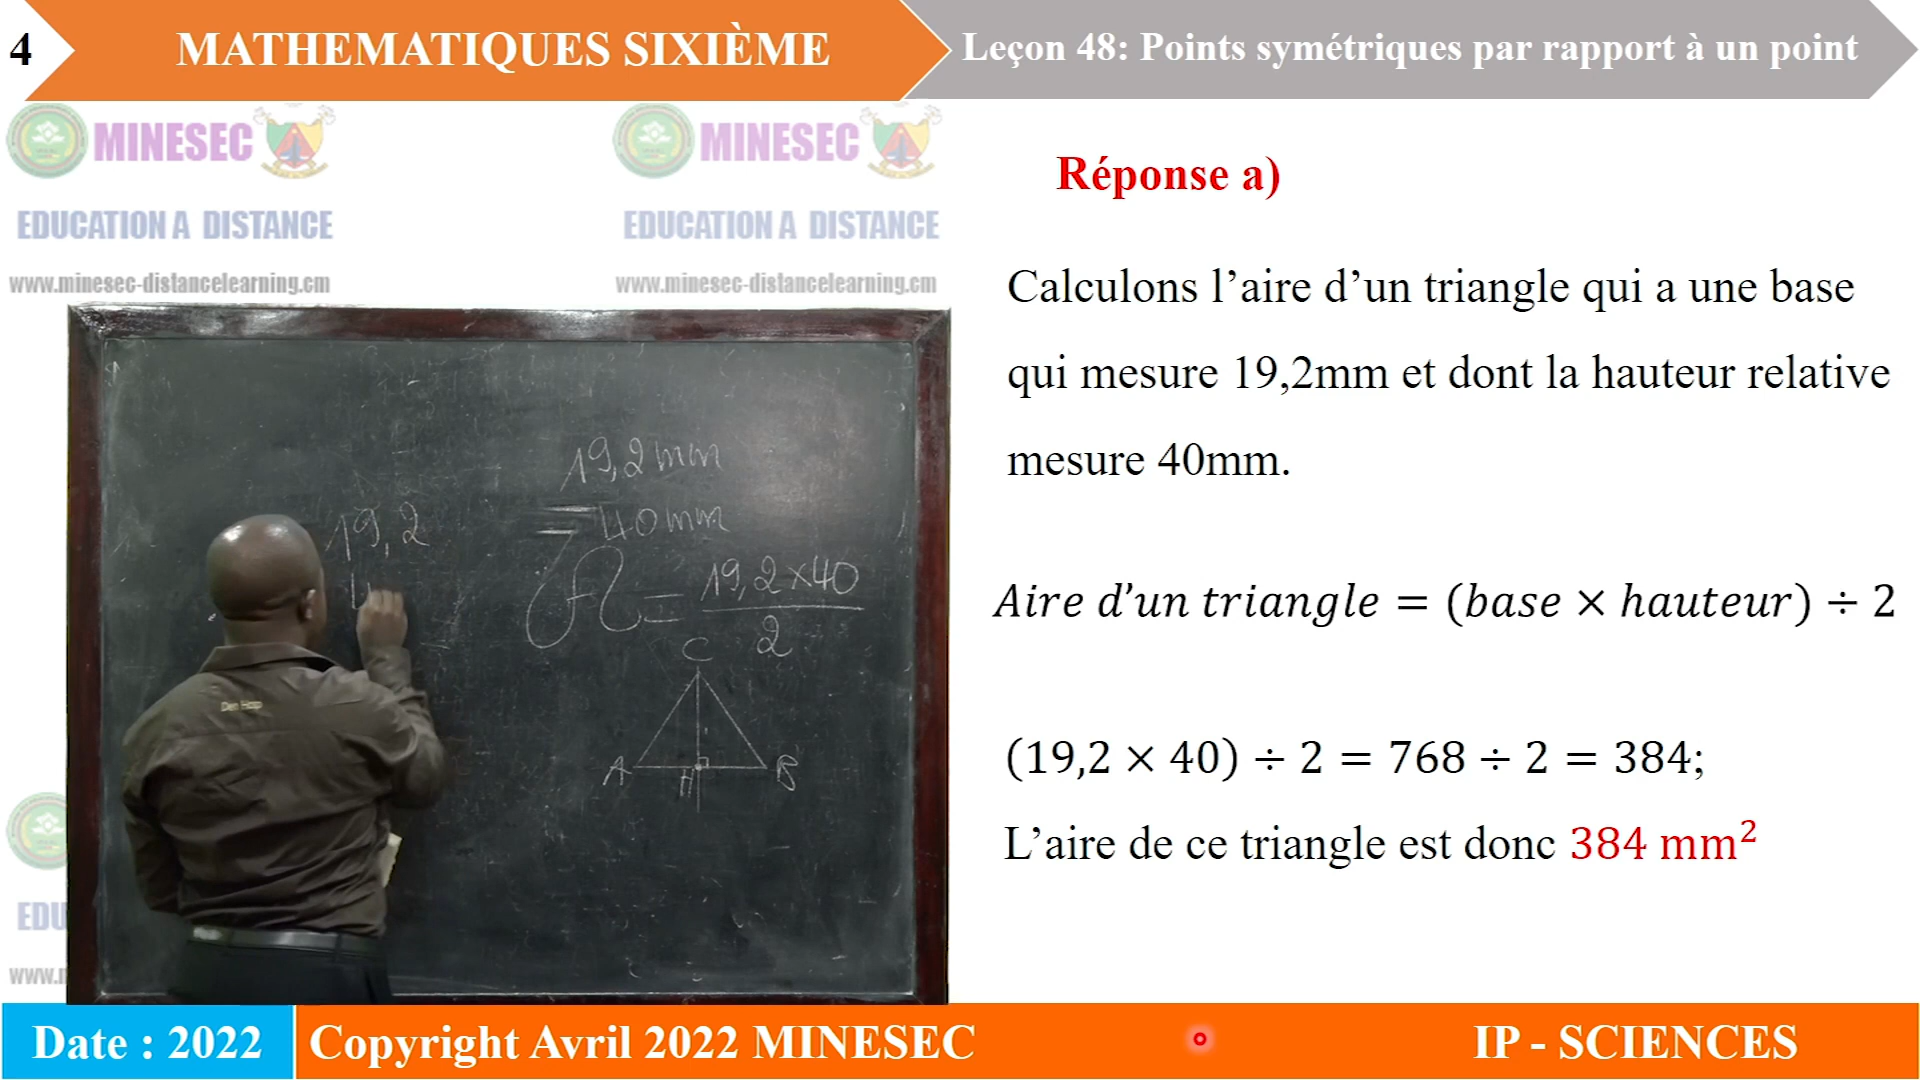 4
MATHEMATIQUES SIXIÈME
Leçon 48: Points symétriques par rapport à un point
MINESEC
MINESEC
EDUCATION A DISTANCE
EDUCATION A DISTANCE
www.minesec-distancelearning.cm
www.minesec-distancelearning.cm
Réponse a)
Calculons l’aire d’un triangle qui a une base
qui mesure 19,2mm et dont la hauteur relative
mesure 40mm.
Aire d’un triangle = (base × hauteur) ÷ 2
(19,2 × 40) ÷ 2 = 768 ÷ 2 = 384;
L’aire de ce triangle est donc 384 mm²
19,2mm
40mm
19,2
A = 19,2×40
2
C
A
H
B
EDU
www.
Date : 2022
Copyright Avril 2022 MINESEC
IP - SCIENCES